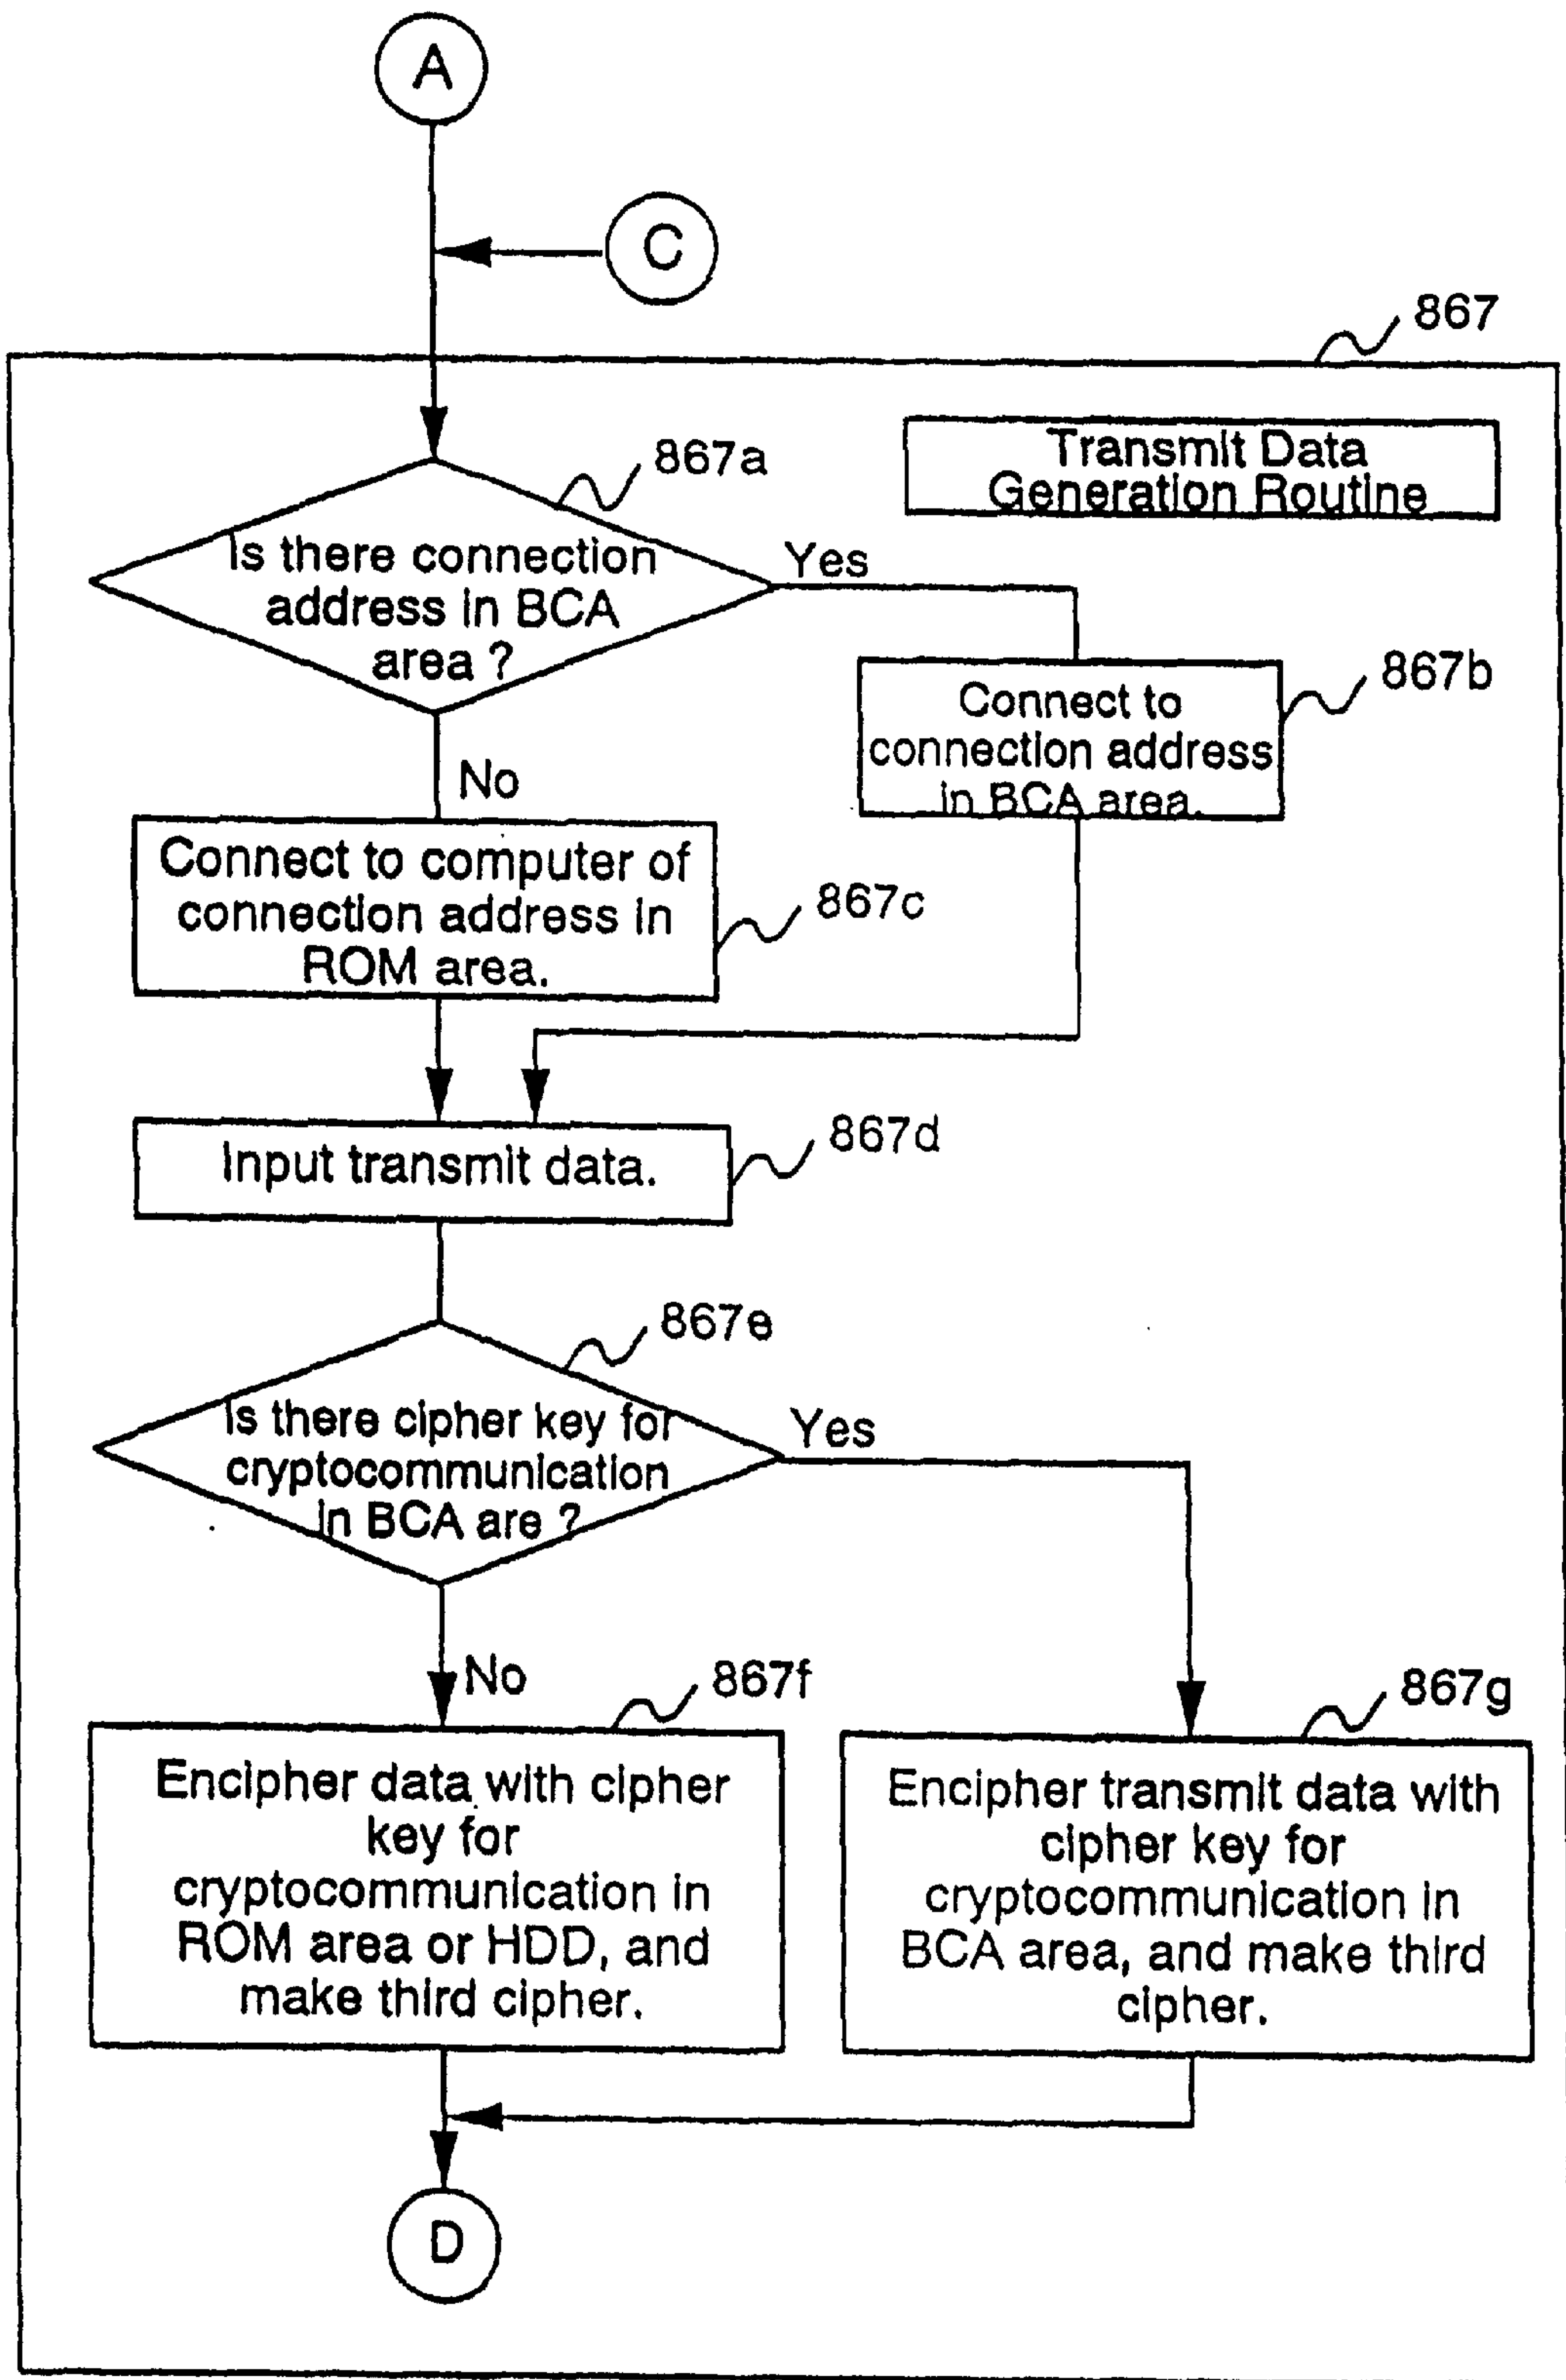 A
C
867
Transmit Data
Generation Routine
867a
Is there connection
address in BCA
area ?
Yes
867b
Connect to
connection address
in BCA area.
No
Connect to computer of
connection address in
ROM area.
867c
Input transmit data.
867d
867e
Is there cipher key for
cryptocommunication
in BCA are ?
Yes
No
867f
Encipher data with cipher
key for
cryptocommunication in
ROM area or HDD, and
make third cipher.
867g
Encipher transmit data with
cipher key for
cryptocommunication in
BCA area, and make third
cipher.
D